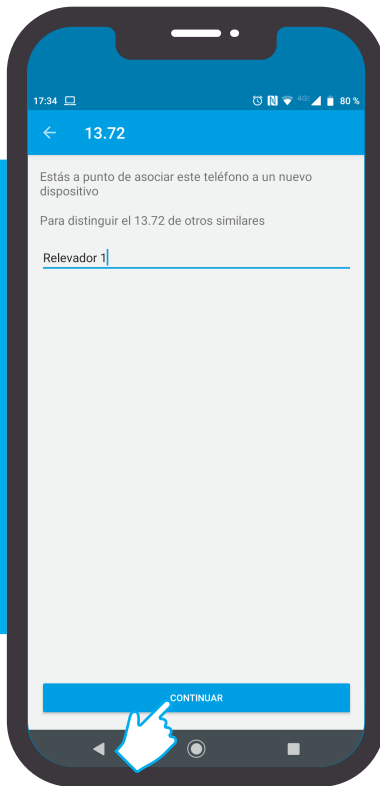 17:34 4G 80 %
13.72
Estás a punto de asociar este teléfono a un nuevo
dispositivo
Para distinguir el 13.72 de otros similares
Relevador 1
CONTINUAR